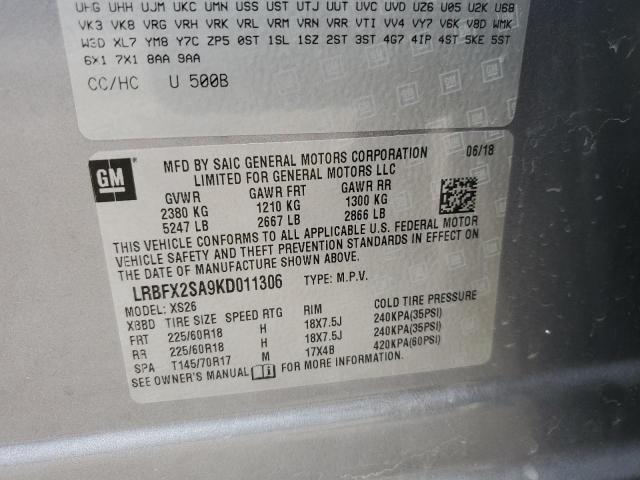 UHG UHH UJM UKC UMN USS UST UTJ UUT UVC UVD UZ6 U05 U2K U68
VK3 VK8 VRG VRH VRK VRL VRM VRN VRR VTI VV4 VY7 V6K V8D WMK
W3D XL7 YM8 Y7C ZP5 0ST 1SL 1SZ 2ST 3ST 4G7 4IP 4ST 5KE 5ST
6X1 7X1 8AA 9AA
CC/HC U 500B
GM
MFD BY SAIC GENERAL MOTORS CORPORATION 06/18
LIMITED FOR GENERAL MOTORS LLC
GVWR GAWR FRT GAWR RR
2380 KG 1210 KG 1300 KG
5247 LB 2667 LB 2866 LB
THIS VEHICLE CONFORMS TO ALL APPLICABLE U.S. FEDERAL MOTOR
VEHICLE SAFETY AND THEFT PREVENTION STANDARDS IN EFFECT ON
THE DATE OF MANUFACTURE SHOWN ABOVE.
LRBFX2SA9KD011306 TYPE: M.P.V.
MODEL: XS26
XBBD TIRE SIZE SPEED RTG RIM COLD TIRE PRESSURE
FRT 225/60R18 H 18X7.5J 240KPA(35PSI)
RR 225/60R18 H 18X7.5J 240KPA(35PSI)
SPA T145/70R17 M 17X4B 420KPA(60PSI)
SEE OWNER'S MANUAL FOR MORE INFORMATION.